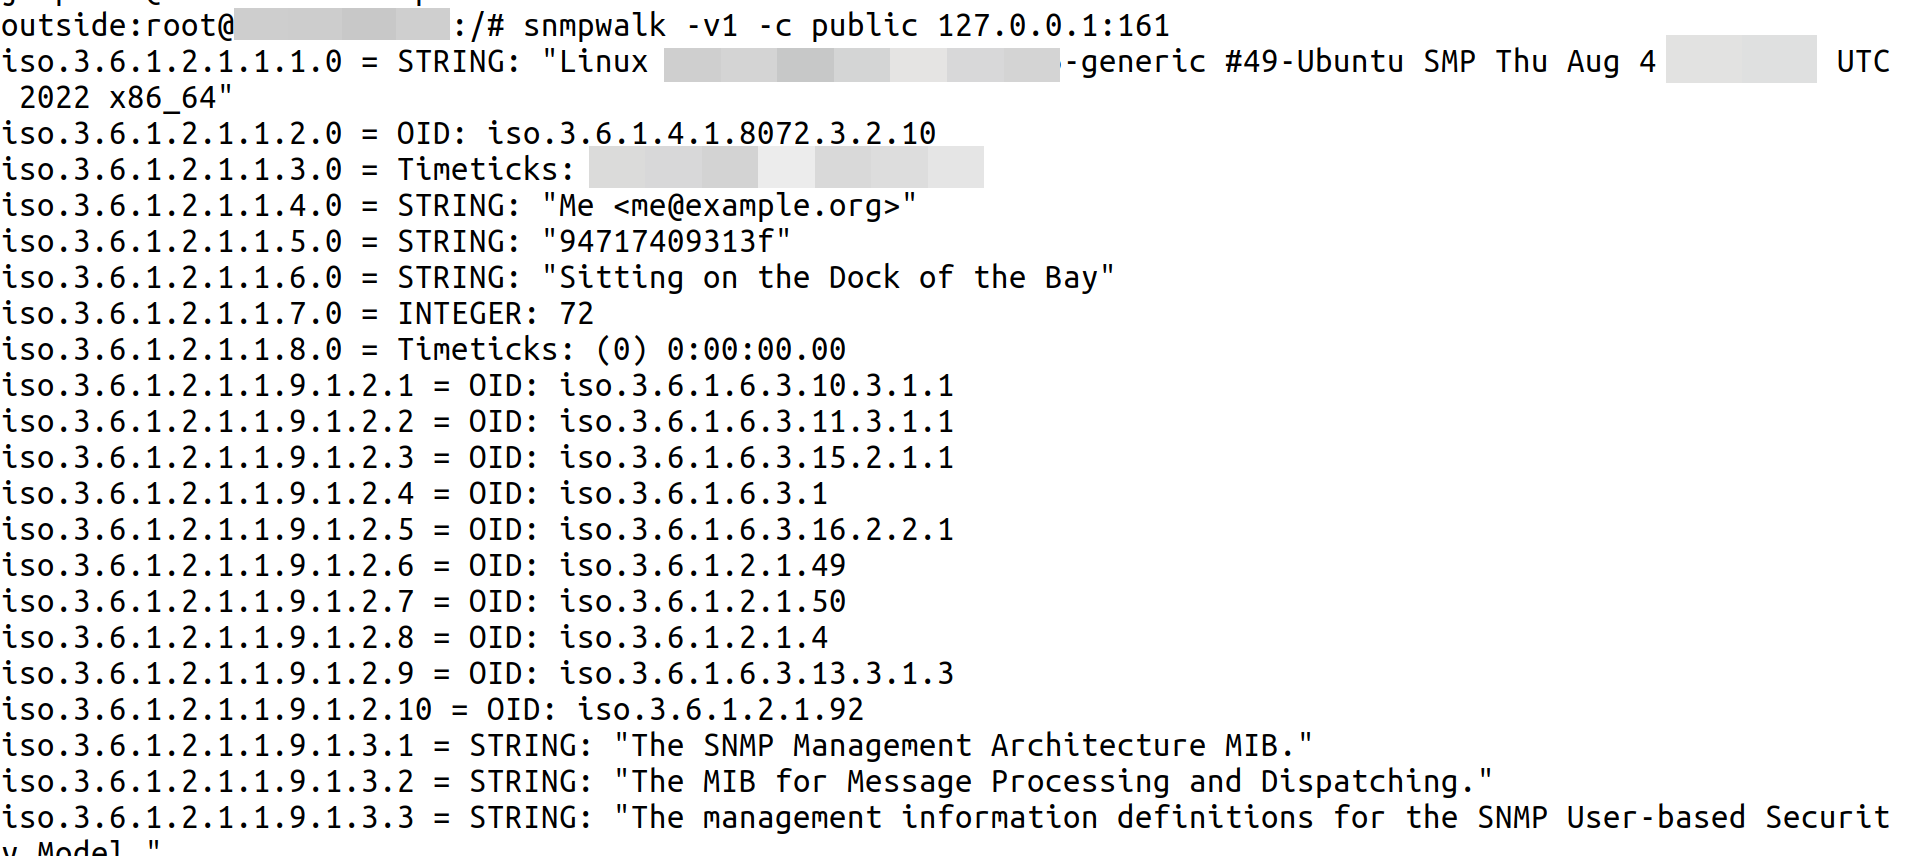 outside:root@ :/# snmpwalk -v1 -c public 127.0.0.1:161
iso.3.6.1.2.1.1.1.0 = STRING: "Linux -generic #49-Ubuntu SMP Thu Aug 4 UTC
2022 x86_64"
iso.3.6.1.2.1.1.2.0 = OID: iso.3.6.1.4.1.8072.3.2.10
iso.3.6.1.2.1.1.3.0 = Timeticks:
iso.3.6.1.2.1.1.4.0 = STRING: "Me <me@example.org>"
iso.3.6.1.2.1.1.5.0 = STRING: "94717409313f"
iso.3.6.1.2.1.1.6.0 = STRING: "Sitting on the Dock of the Bay"
iso.3.6.1.2.1.1.7.0 = INTEGER: 72
iso.3.6.1.2.1.1.8.0 = Timeticks: (0) 0:00:00.00
iso.3.6.1.2.1.1.9.1.2.1 = OID: iso.3.6.1.6.3.10.3.1.1
iso.3.6.1.2.1.1.9.1.2.2 = OID: iso.3.6.1.6.3.11.3.1.1
iso.3.6.1.2.1.1.9.1.2.3 = OID: iso.3.6.1.6.3.15.2.1.1
iso.3.6.1.2.1.1.9.1.2.4 = OID: iso.3.6.1.6.3.1
iso.3.6.1.2.1.1.9.1.2.5 = OID: iso.3.6.1.6.3.16.2.2.1
iso.3.6.1.2.1.1.9.1.2.6 = OID: iso.3.6.1.2.1.49
iso.3.6.1.2.1.1.9.1.2.7 = OID: iso.3.6.1.2.1.50
iso.3.6.1.2.1.1.9.1.2.8 = OID: iso.3.6.1.2.1.4
iso.3.6.1.2.1.1.9.1.2.9 = OID: iso.3.6.1.6.3.13.3.1.3
iso.3.6.1.2.1.1.9.1.2.10 = OID: iso.3.6.1.2.1.92
iso.3.6.1.2.1.1.9.1.3.1 = STRING: "The SNMP Management Architecture MIB."
iso.3.6.1.2.1.1.9.1.3.2 = STRING: "The MIB for Message Processing and Dispatching."
iso.3.6.1.2.1.1.9.1.3.3 = STRING: "The management information definitions for the SNMP User-based Securit
y Model."